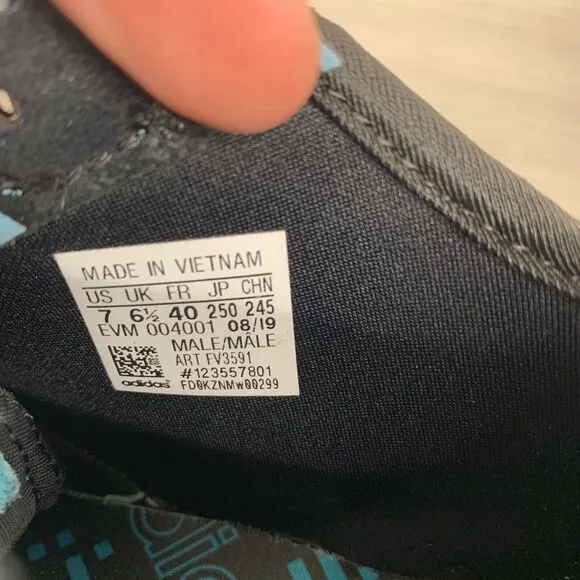 MADE IN VIETNAM
US UK FR JP CHN
7 6½ 40 250 245
EVM 004001 08/19
MALE/MÂLE
ART FV3591
#123557801
adidas FD0KZNMw00299